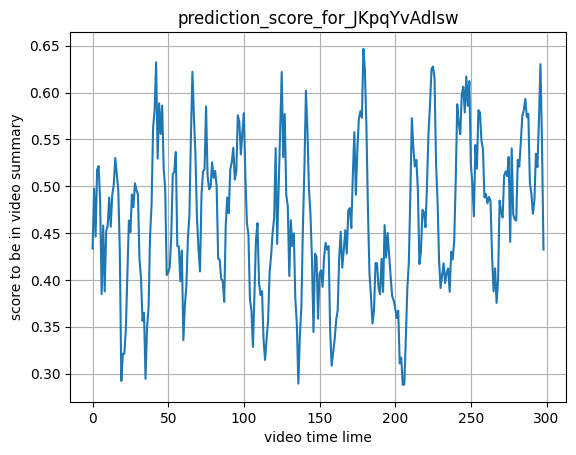 prediction_score_for_JKpqYvAdIsw
score to be in video summary
0.65
0.60
0.55
0.50
0.45
0.40
0.35
0.30
0 50 100 150 200 250 300
video time lime